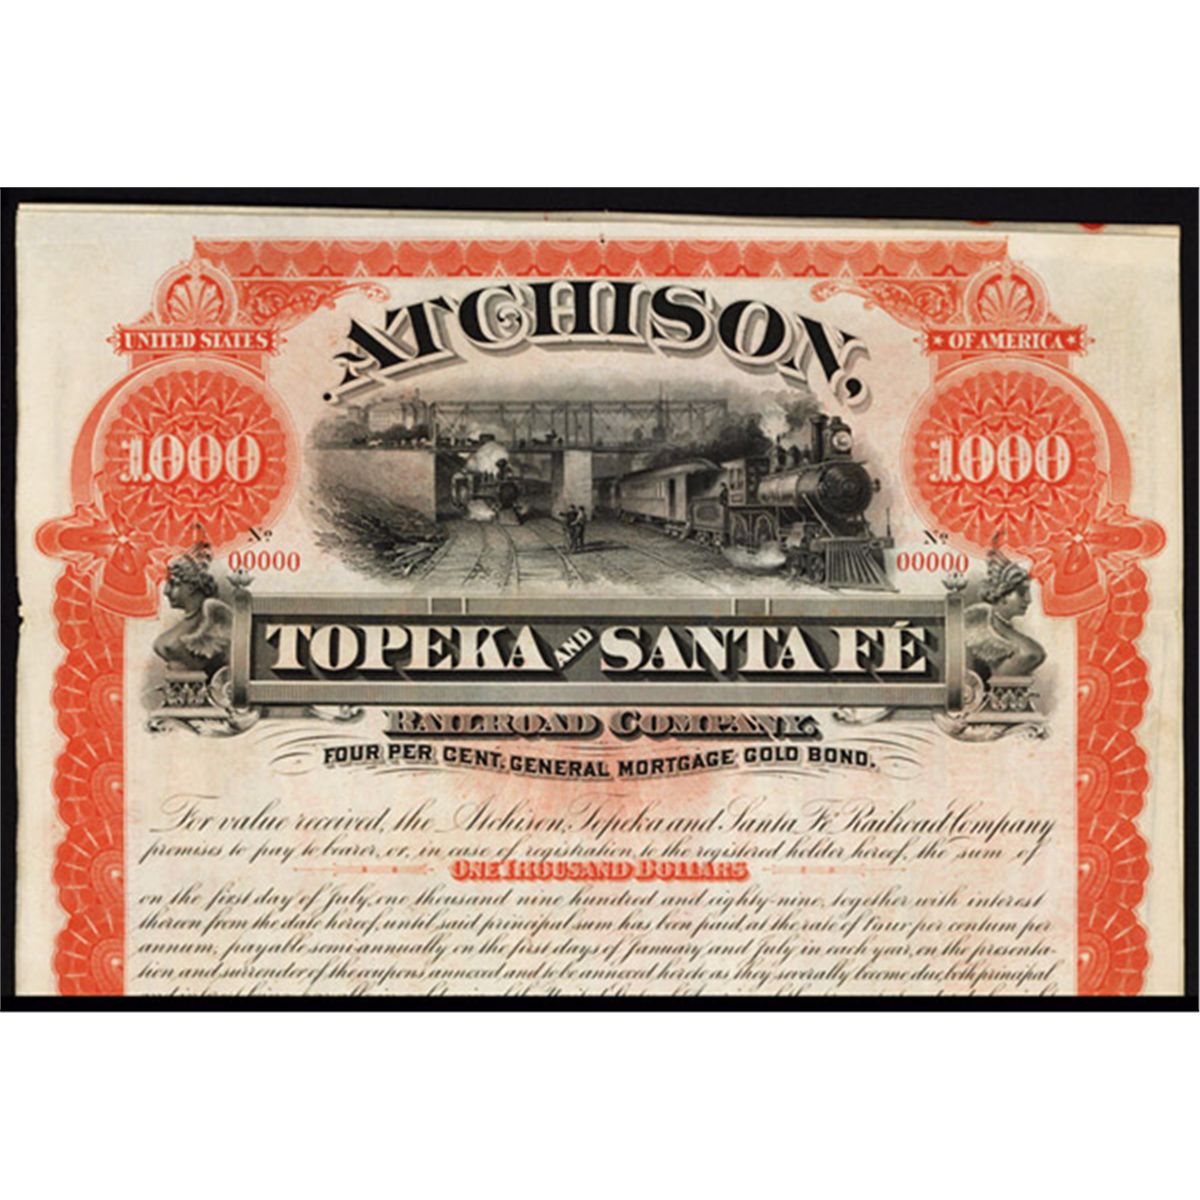 ATCHISON,
UNITED STATES
OF AMERICA
1000
1000
No
00000
No
00000
TOPEKA AND SANTA FÉ
RAILROAD COMPANY.
FOUR PER CENT. GENERAL MORTGAGE GOLD BOND.
For value received, the Atchison, Topeka and Santa Fé Railroad Company
promises to pay to bearer, or, in case of registration, to the registered holder hereof, the sum of
ONE THOUSAND DOLLARS
on the first day of July, one thousand nine hundred and eighty-nine, together with interest
thereon from the date hereof, until said principal sum has been paid, at the rate of four per centum per
annum, payable semi-annually on the first days of January and July in each year, on the presenta-
tion and surrender of the coupons annexed and to be annexed hereto as they severally become due, both principal
and interest being payable